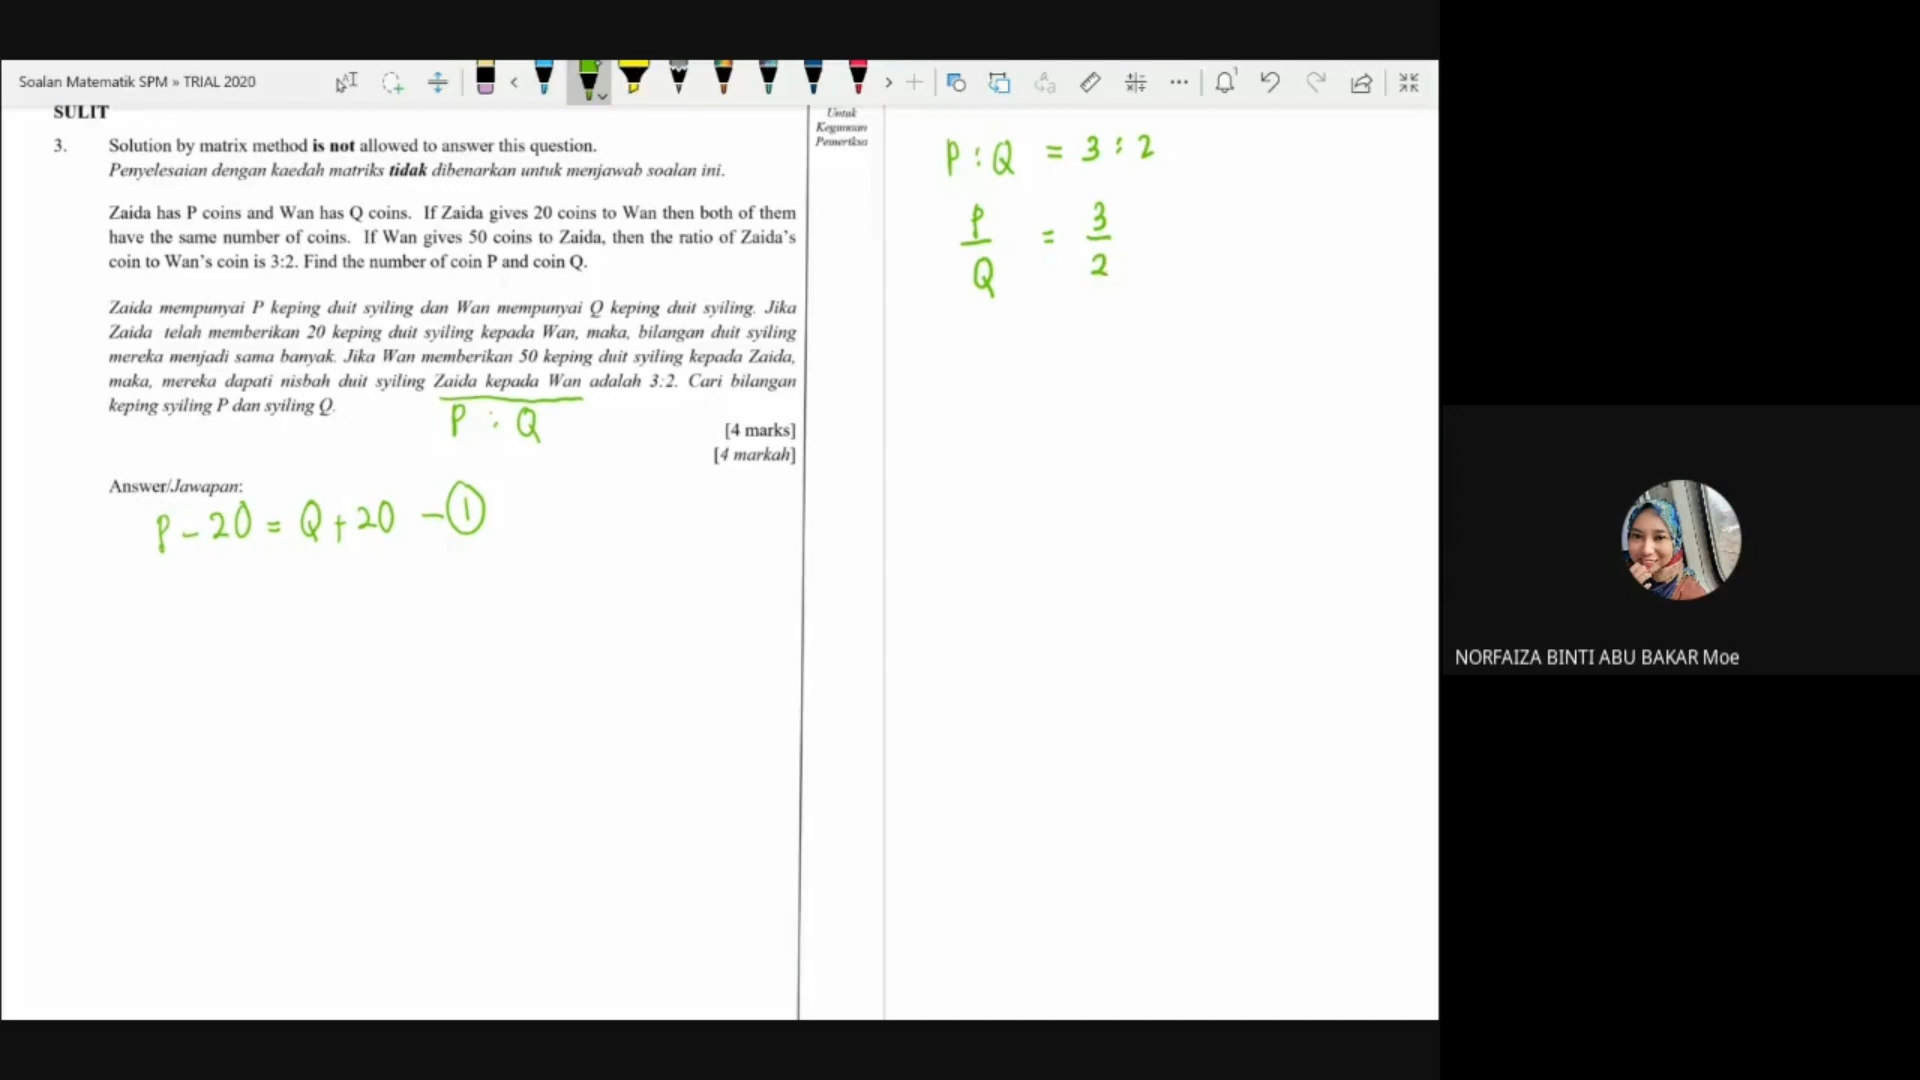 Soalan Matematik SPM » TRIAL 2020
SULIT
Untuk
Kegunaan
Pemeriksa
3. Solution by matrix method is not allowed to answer this question.
Penyelesaian dengan kaedah matriks tidak dibenarkan untuk menjawab soalan ini.
Zaida has P coins and Wan has Q coins. If Zaida gives 20 coins to Wan then both of them
have the same number of coins. If Wan gives 50 coins to Zaida, then the ratio of Zaida's
coin to Wan's coin is 3:2. Find the number of coin P and coin Q.
Zaida mempunyai P keping duit syiling dan Wan mempunyai Q keping duit syiling. Jika
Zaida telah memberikan 20 keping duit syiling kepada Wan, maka, bilangan duit syiling
mereka menjadi sama banyak. Jika Wan memberikan 50 keping duit syiling kepada Zaida,
maka, mereka dapati nisbah duit syiling Zaida kepada Wan adalah 3:2. Cari bilangan
keping syiling P dan syiling Q.
P : Q
[4 marks]
[4 markah]
Answer/Jawapan:
P - 20 = Q + 20 - 1
P : Q = 3 : 2
P = 3
Q 2
NORFAIZA BINTI ABU BAKAR Moe